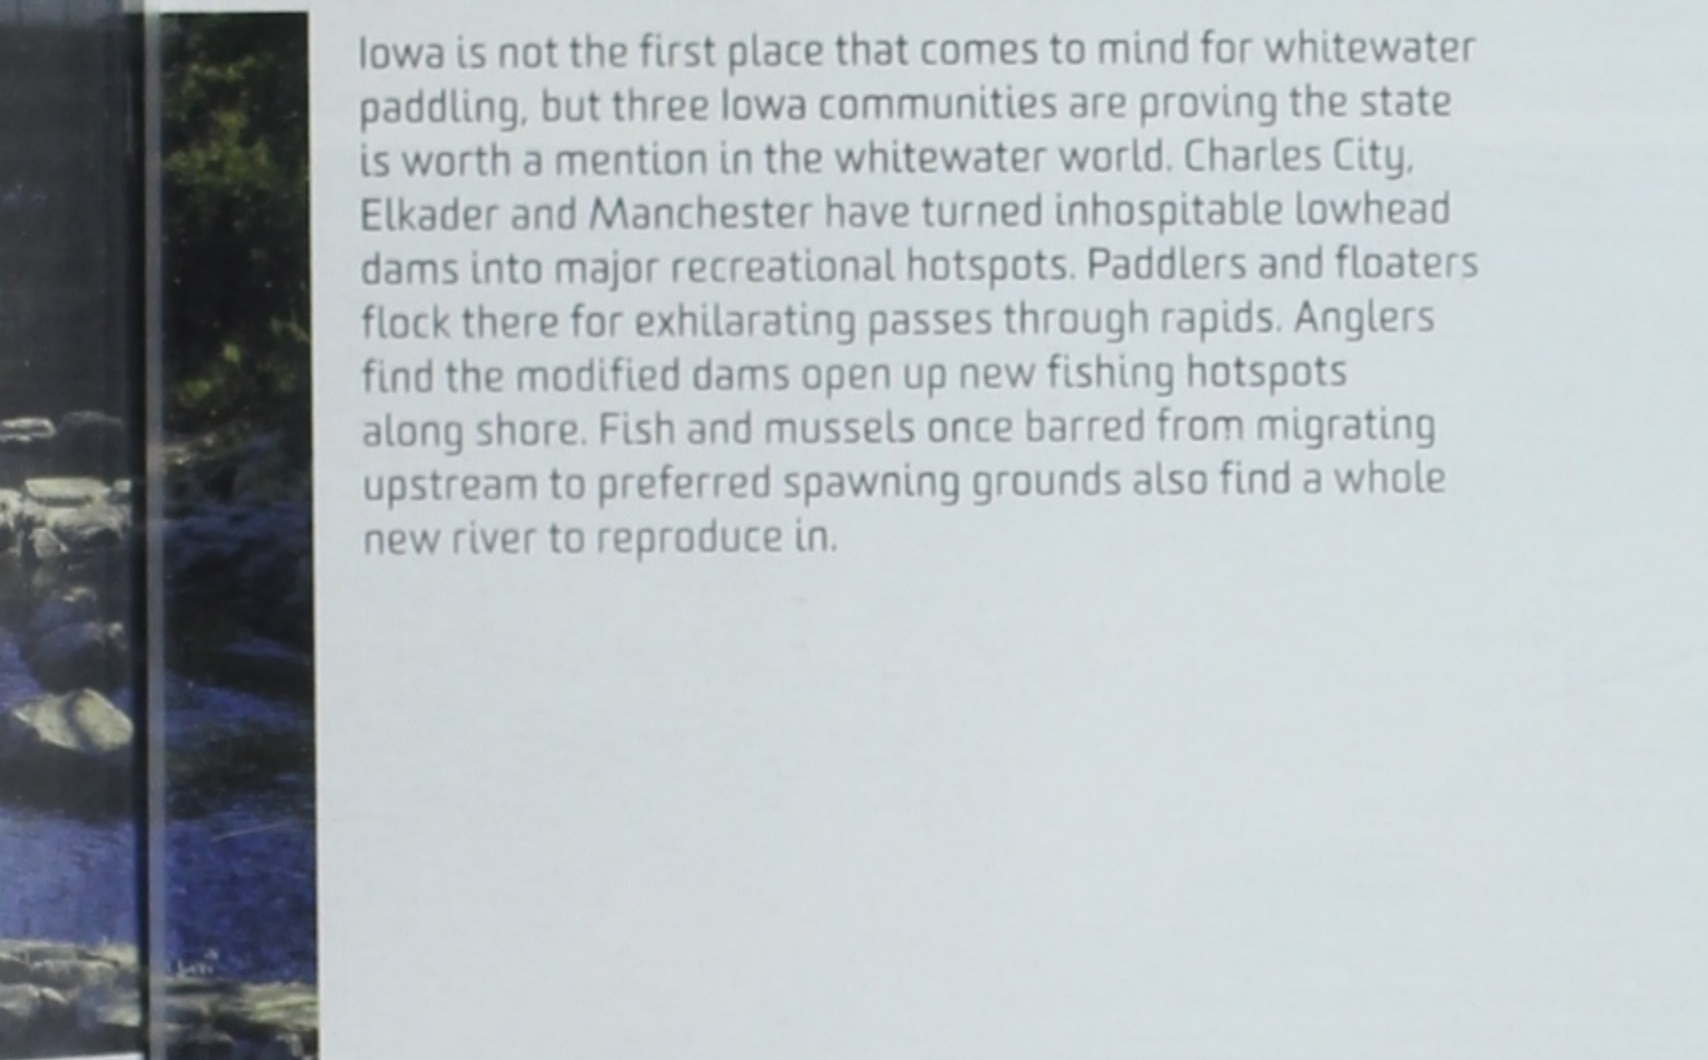 Iowa is not the first place that comes to mind for whitewater
paddling, but three Iowa communities are proving the state
is worth a mention in the whitewater world. Charles City,
Elkader and Manchester have turned inhospitable lowhead
dams into major recreational hotspots. Paddlers and floaters
flock there for exhilarating passes through rapids. Anglers
find the modified dams open up new fishing hotspots
along shore. Fish and mussels once barred from migrating
upstream to preferred spawning grounds also find a whole
new river to reproduce in.